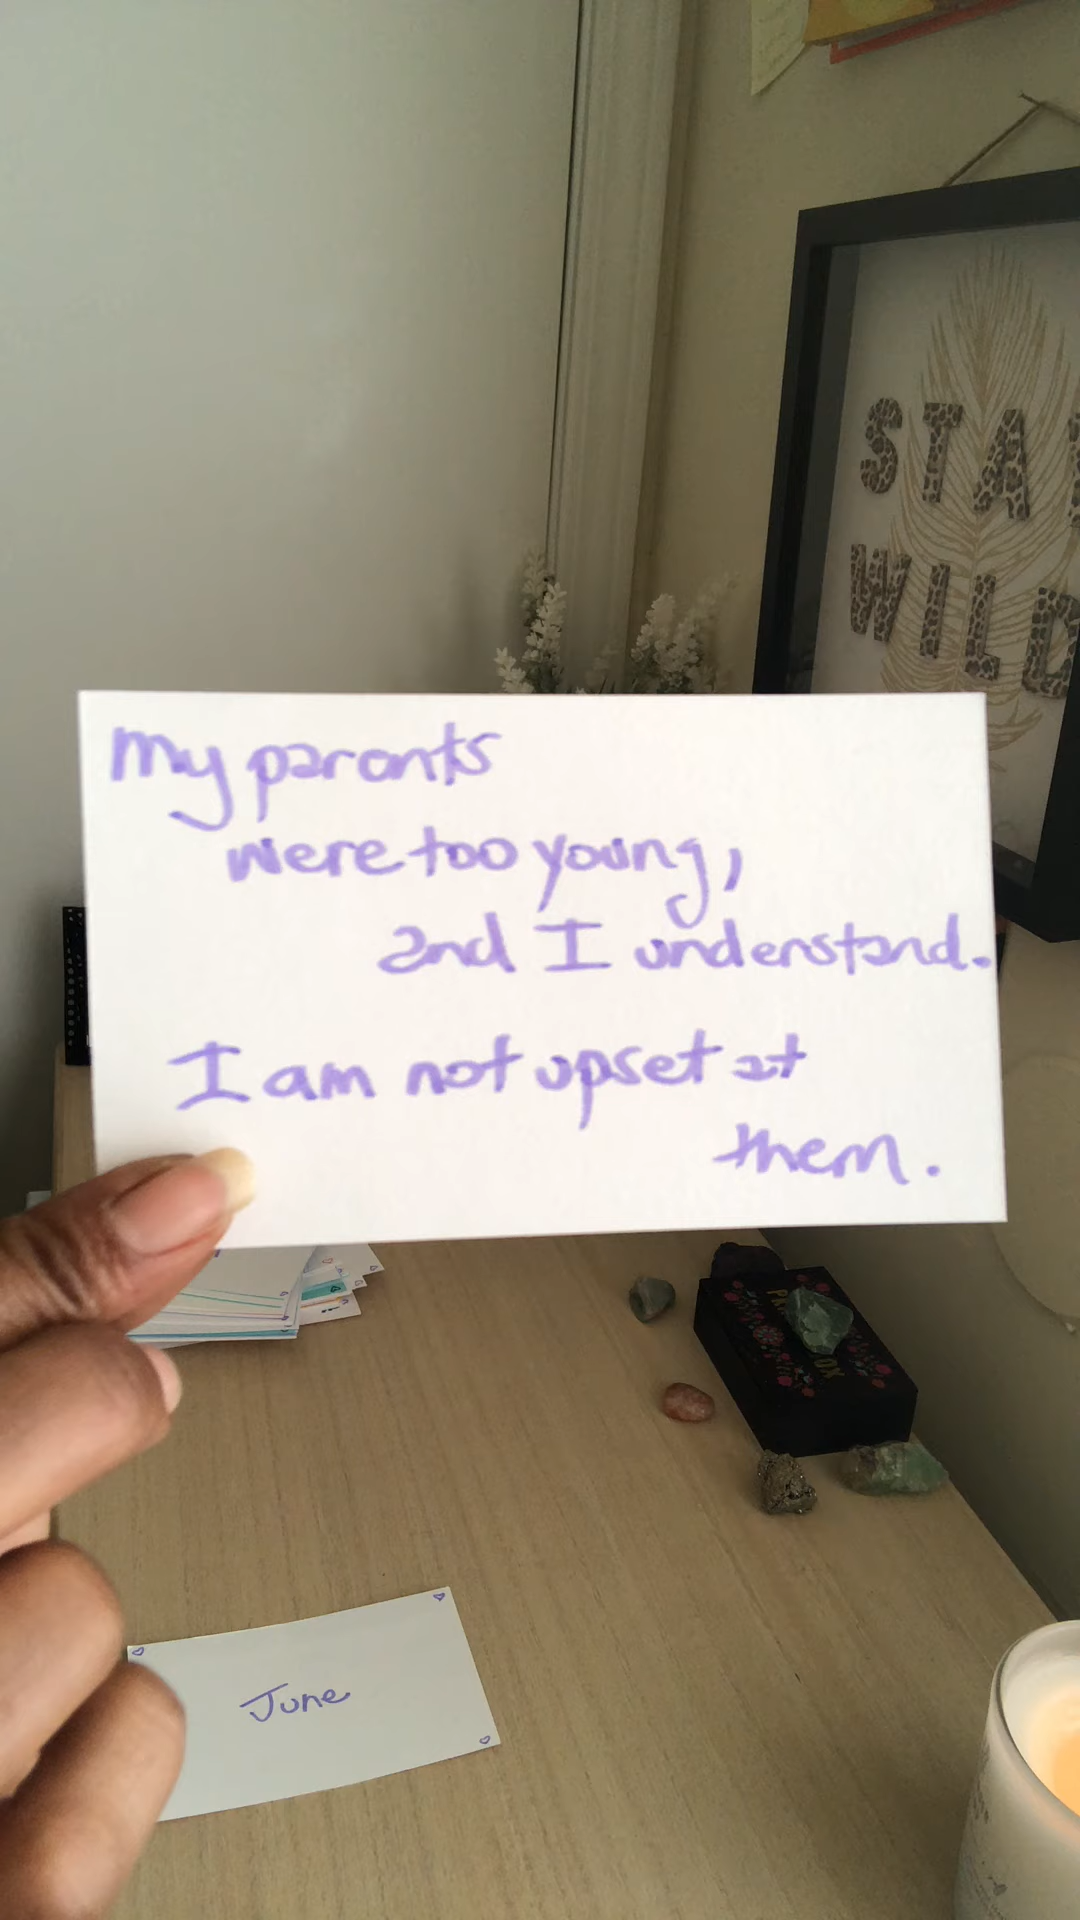 STAY
WILD
My parents
were too young,
and I understand.
I am not upset at
them.
June